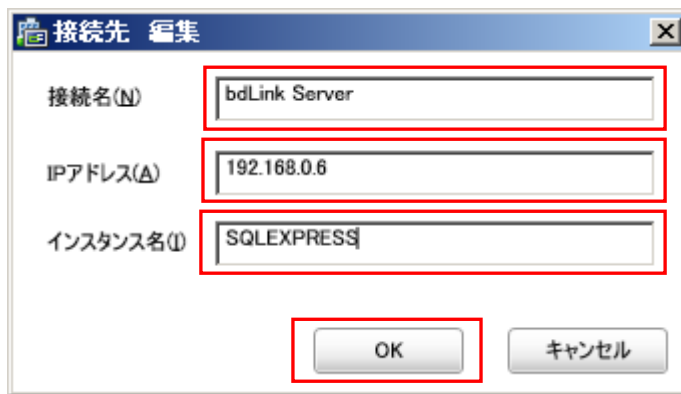 接続先 編集
接続名(N) bdLink Server
IPアドレス(A) 192.168.0.6
インスタンス名(I) SQLEXPRESS
OK キャンセル